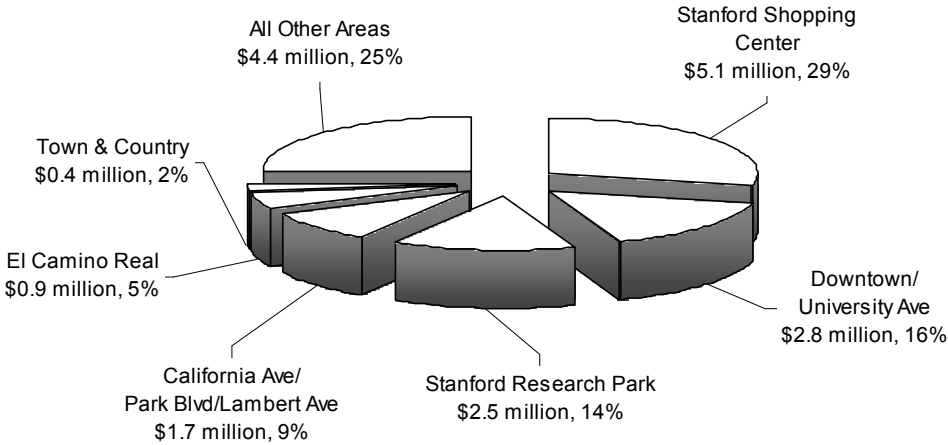 All Other Areas
$4.4 million, 25%
Stanford Shopping
Center
$5.1 million, 29%
Town & Country
$0.4 million, 2%
El Camino Real
$0.9 million, 5%
Downtown/
University Ave
$2.8 million, 16%
California Ave/
Park Blvd/Lambert Ave
$1.7 million, 9%
Stanford Research Park
$2.5 million, 14%